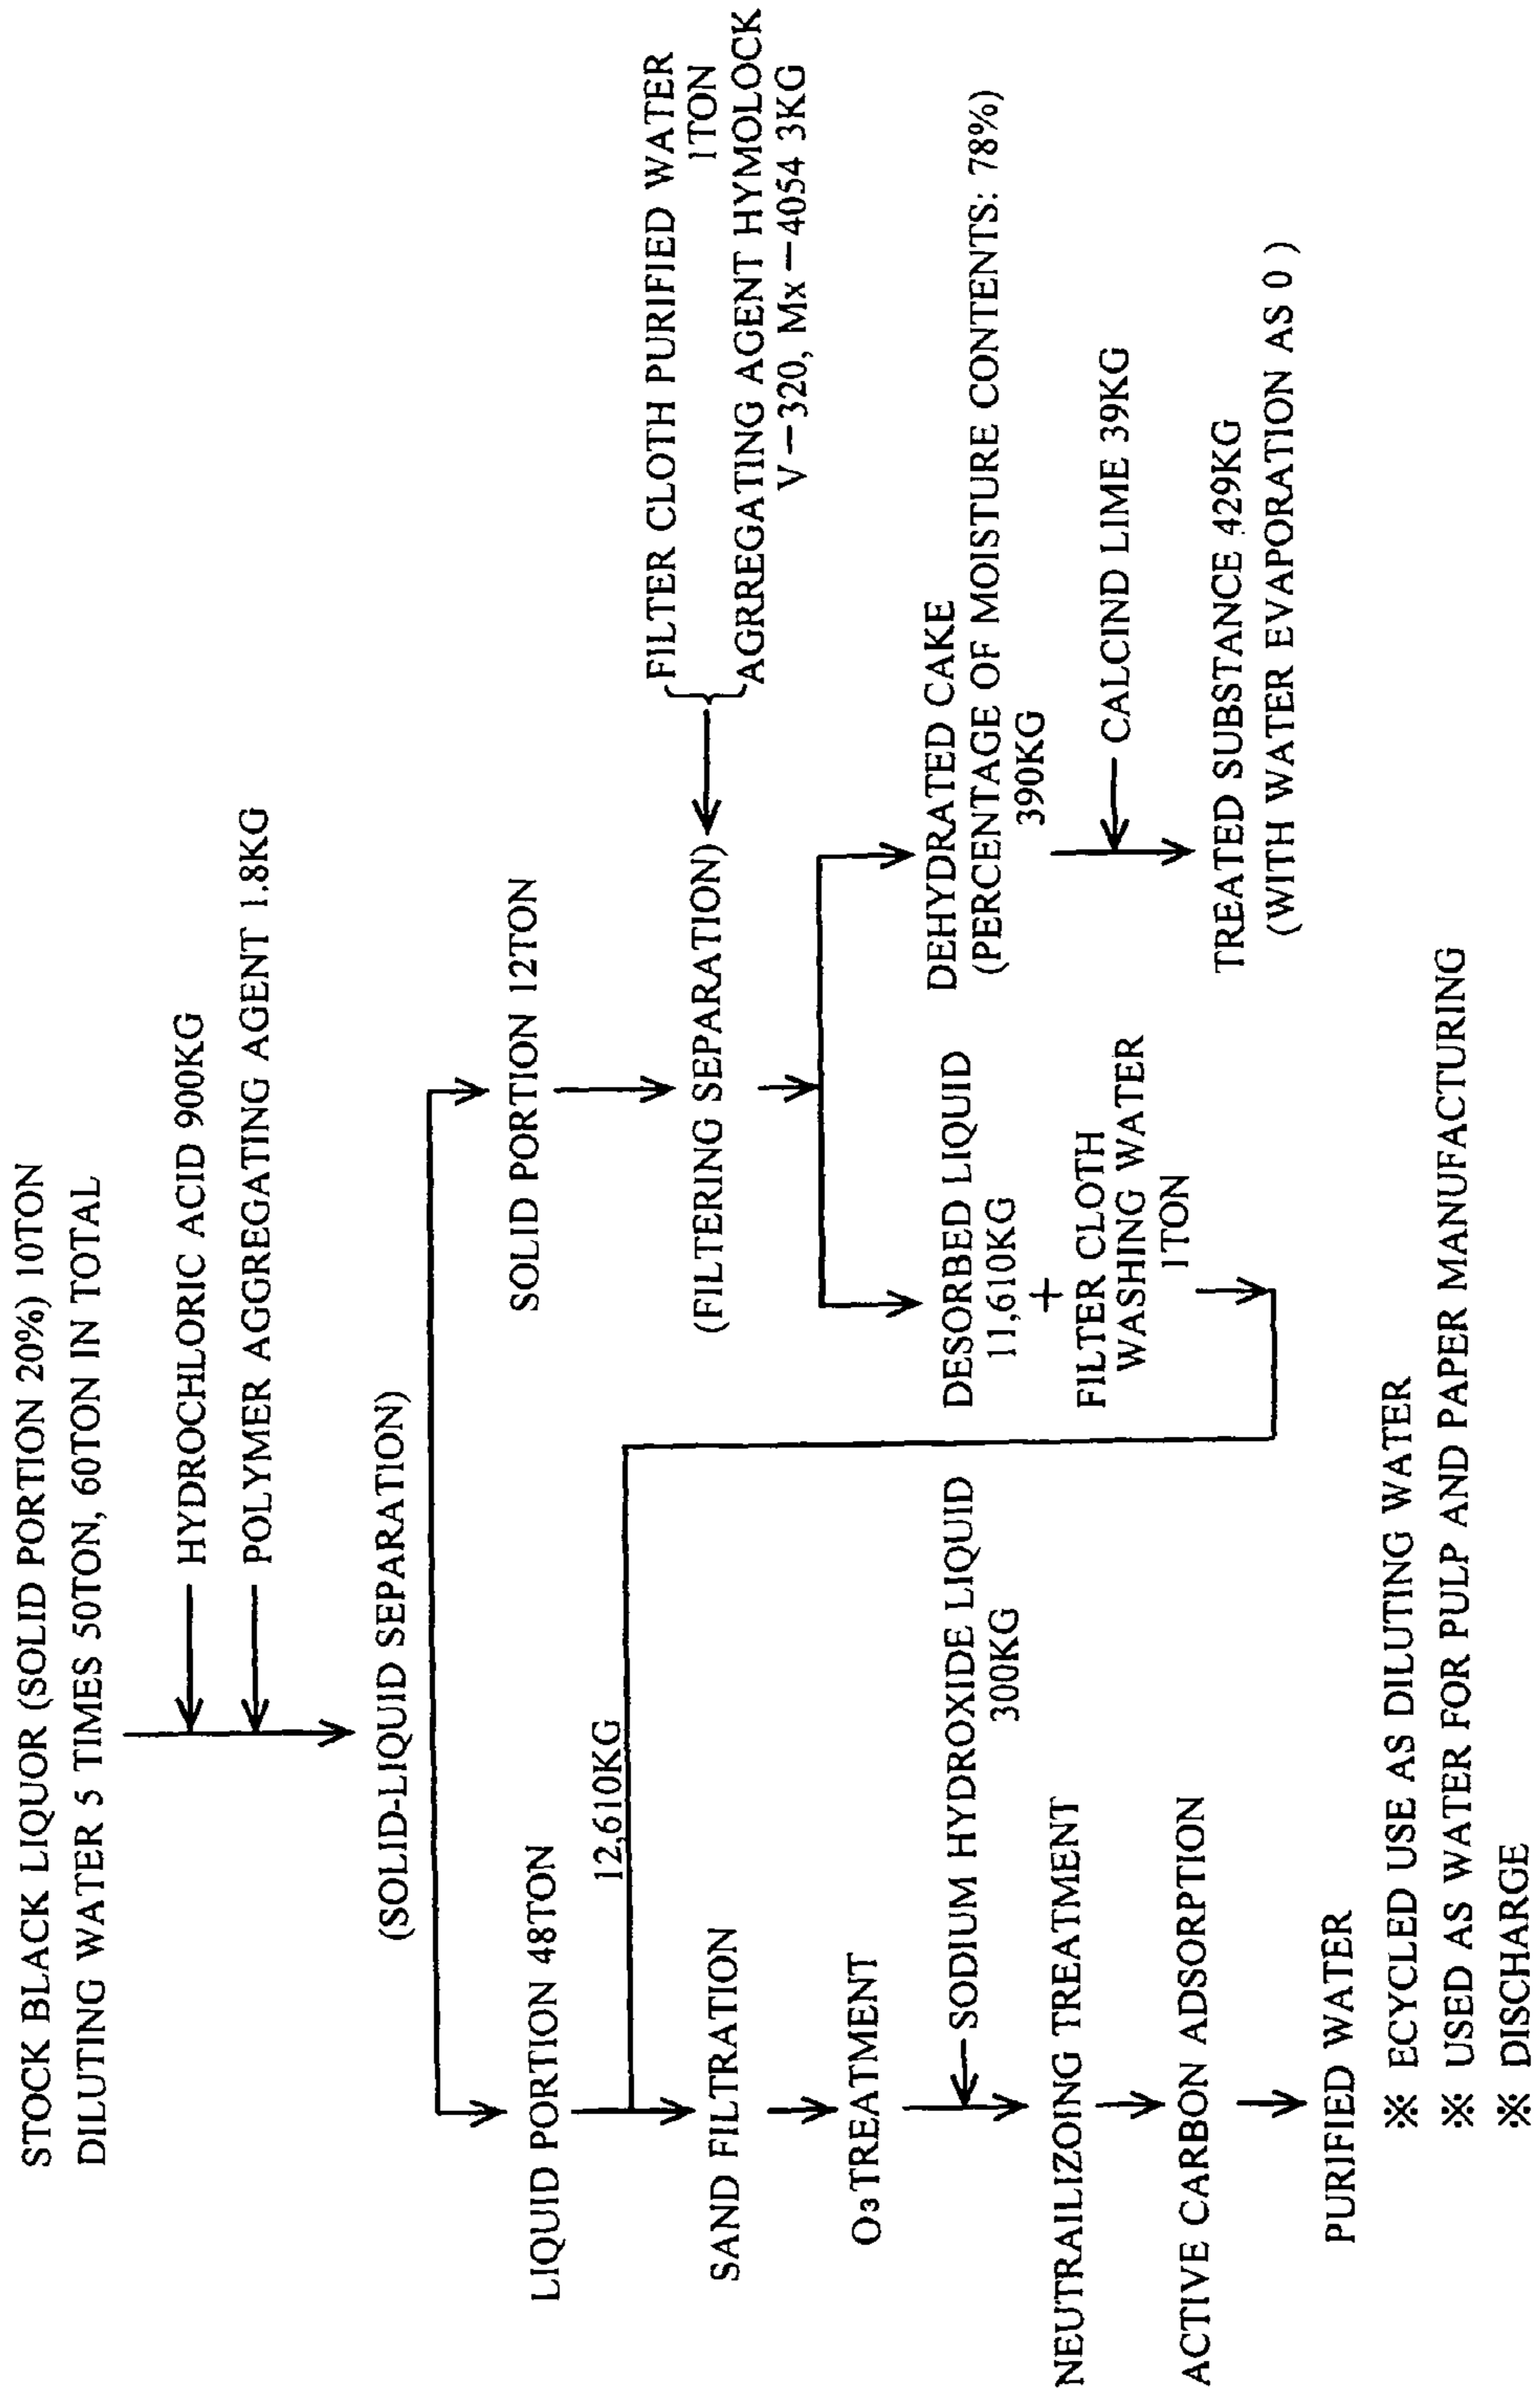 STOCK BLACK LIQUOR (SOLID PORTION 20%) 10TON
DILUTING WATER 5 TIMES 50TON, 60TON IN TOTAL
HYDROCHLORIC ACID 900KG
POLYMER AGGREGATING AGENT 1.8KG
(SOLID-LIQUID SEPARATION)
LIQUID PORTION 48TON
SOLID PORTION 12TON
12,610KG
FILTER CLOTH PURIFIED WATER
1TON
AGRREGATING AGENT HYMOLOCK
V-320, Mx-4054 3KG
SAND FILTRATION
(FILTERING SEPARATION)
O3 TREATMENT
DESORBED LIQUID
11,610KG
+
FILTER CLOTH
WASHING WATER
1TON
DEHYDRATED CAKE
(PERCENTAGE OF MOISTURE CONTENTS: 78%)
390KG
SODIUM HYDROXIDE LIQUID
300KG
CALCIND LIME 39KG
NEUTRAILIZOING TREATMENT
ACTIVE CARBON ADSORPTION
TREATED SUBSTANCE 429KG
(WITH WATER EVAPORATION AS 0 )
PURIFIED WATER
※ ECYCLED USE AS DILUTING WATER
※ USED AS WATER FOR PULP AND PAPER MANUFACTURING
※ DISCHARGE